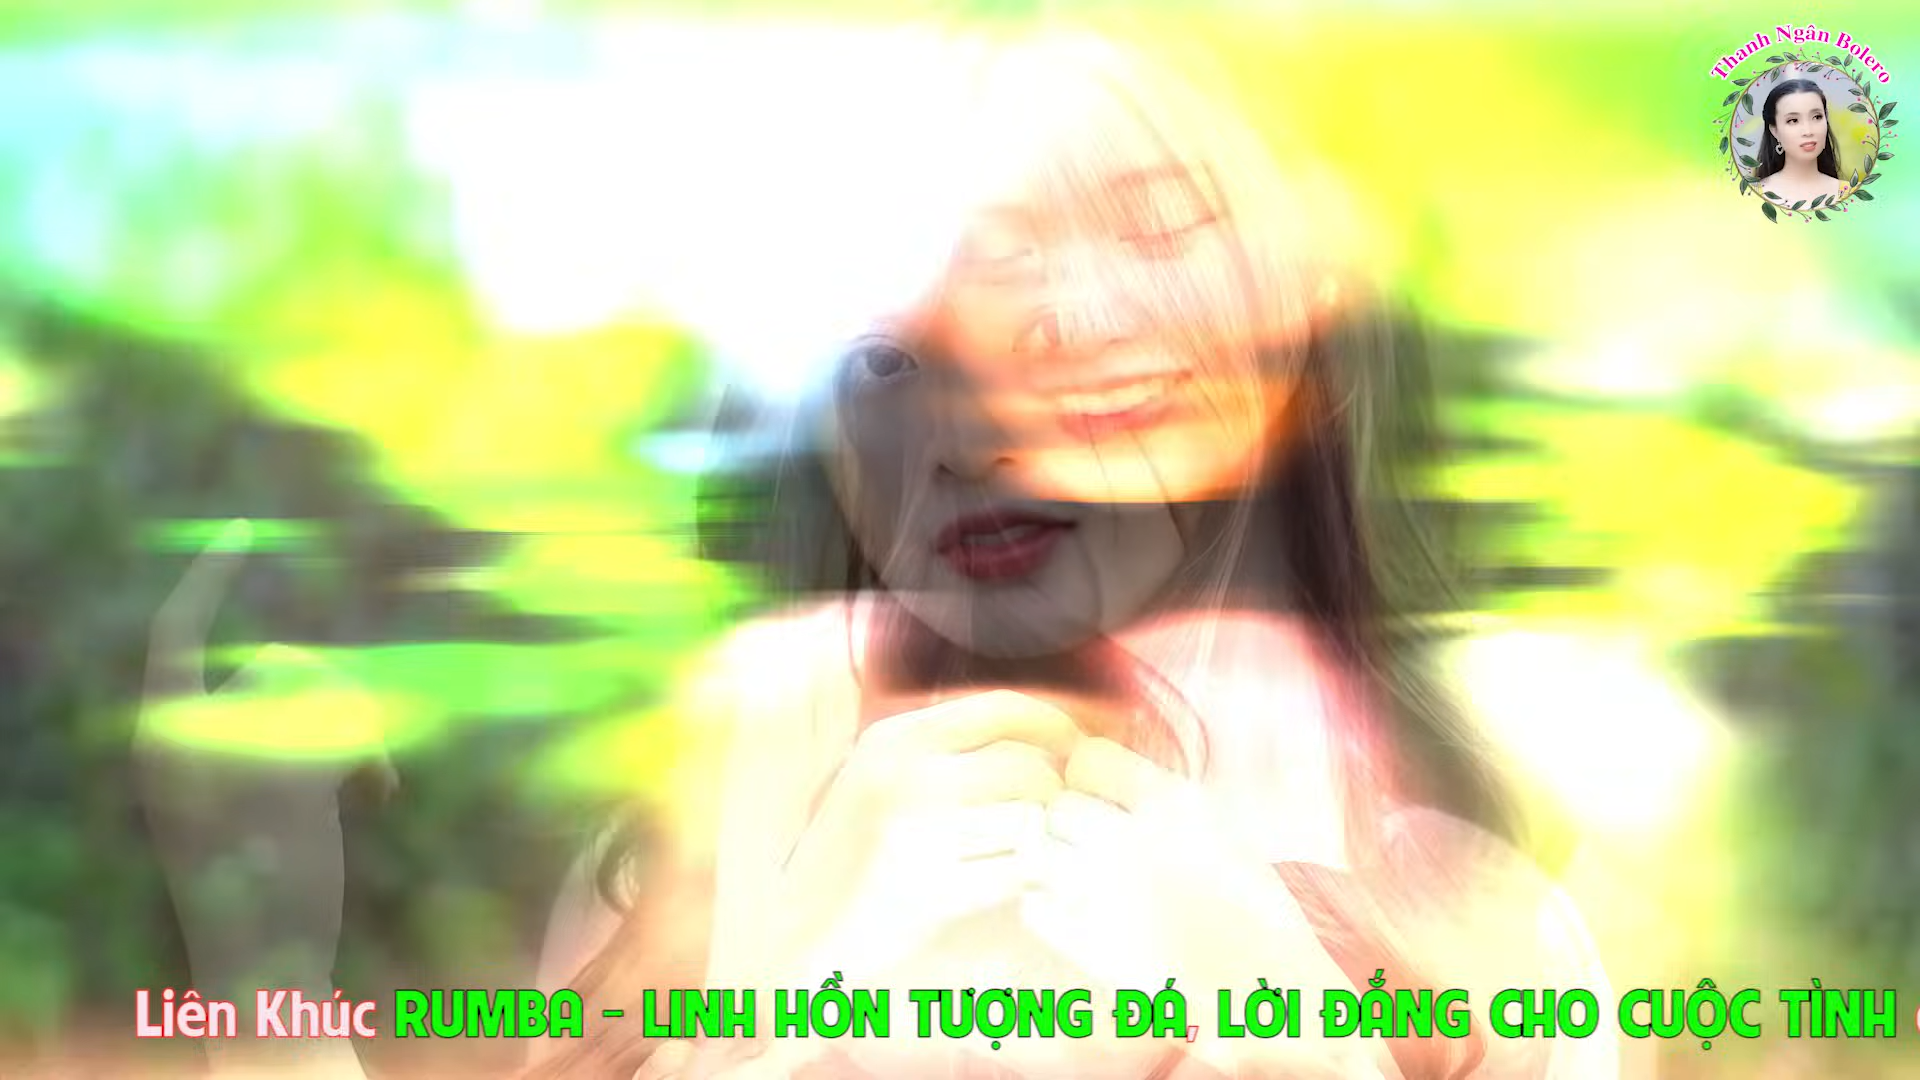 Thanh Ngân Bolero
Liên Khúc RUMBA - LINH HỒN TƯỢNG ĐÁ, LỜI ĐẮNG CHO CUỘC TÌNH